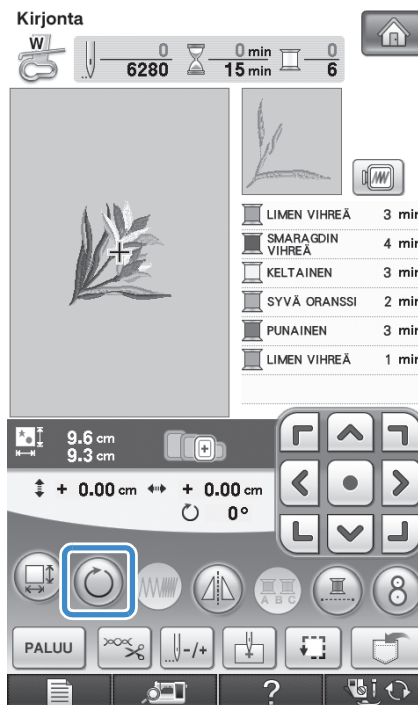 Kirjonta
W
0
6280
0 min
15 min
0
6
LIMEN VIHREÄ 3 min
SMARAGDIN
VIHREÄ 4 min
KELTAINEN 3 min
SYVÄ ORANSSI 2 min
PUNAINEN 3 min
LIMEN VIHREÄ 1 min
9.6 cm
9.3 cm
+ 0.00 cm + 0.00 cm
0°
A B C
8
PALUU
-/+
?